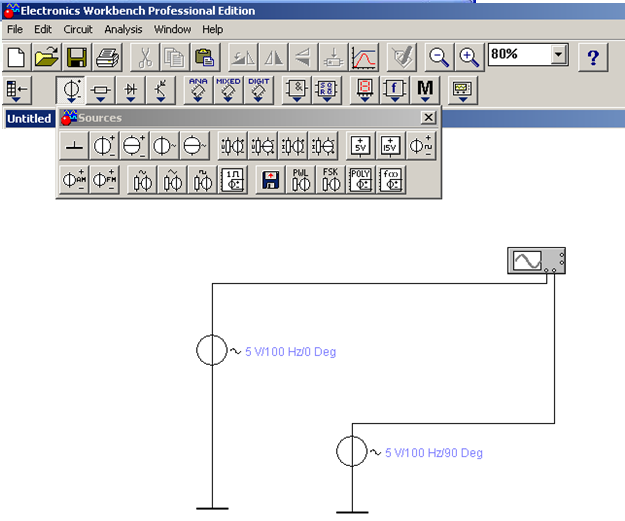 Electronics Workbench Professional Edition
File Edit Circuit Analysis Window Help
80% ?
ANA MIXED DIGIT & f M
Untitled
Sources
5V 15V
AM FM 1Л PWL FSK POLY f(x)
5 V/100 Hz/0 Deg
5 V/100 Hz/90 Deg